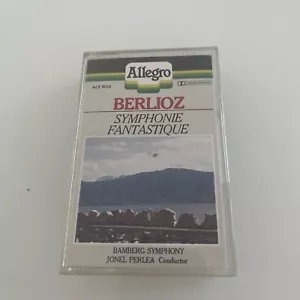 Allegro
BERLIOZ
SYMPHONIE
FANTASTIQUE
BAMBERG SYMPHONY
JONEL PERLEA Conductor